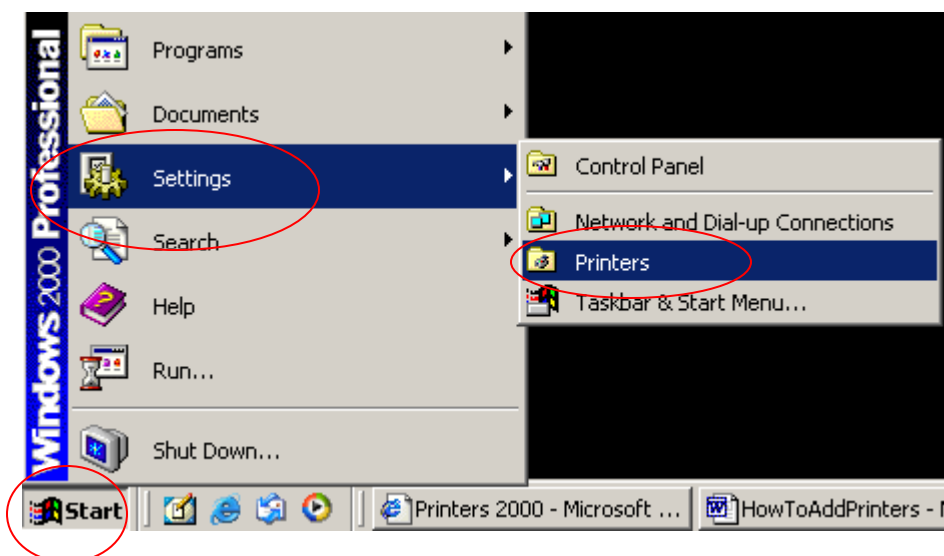 Windows 2000 Professional
Programs
Documents
Settings
Search
Help
Run...
Shut Down...
Control Panel
Network and Dial-up Connections
Printers
Taskbar & Start Menu...
Start
Printers 2000 - Microsoft ...
HowToAddPrinters -